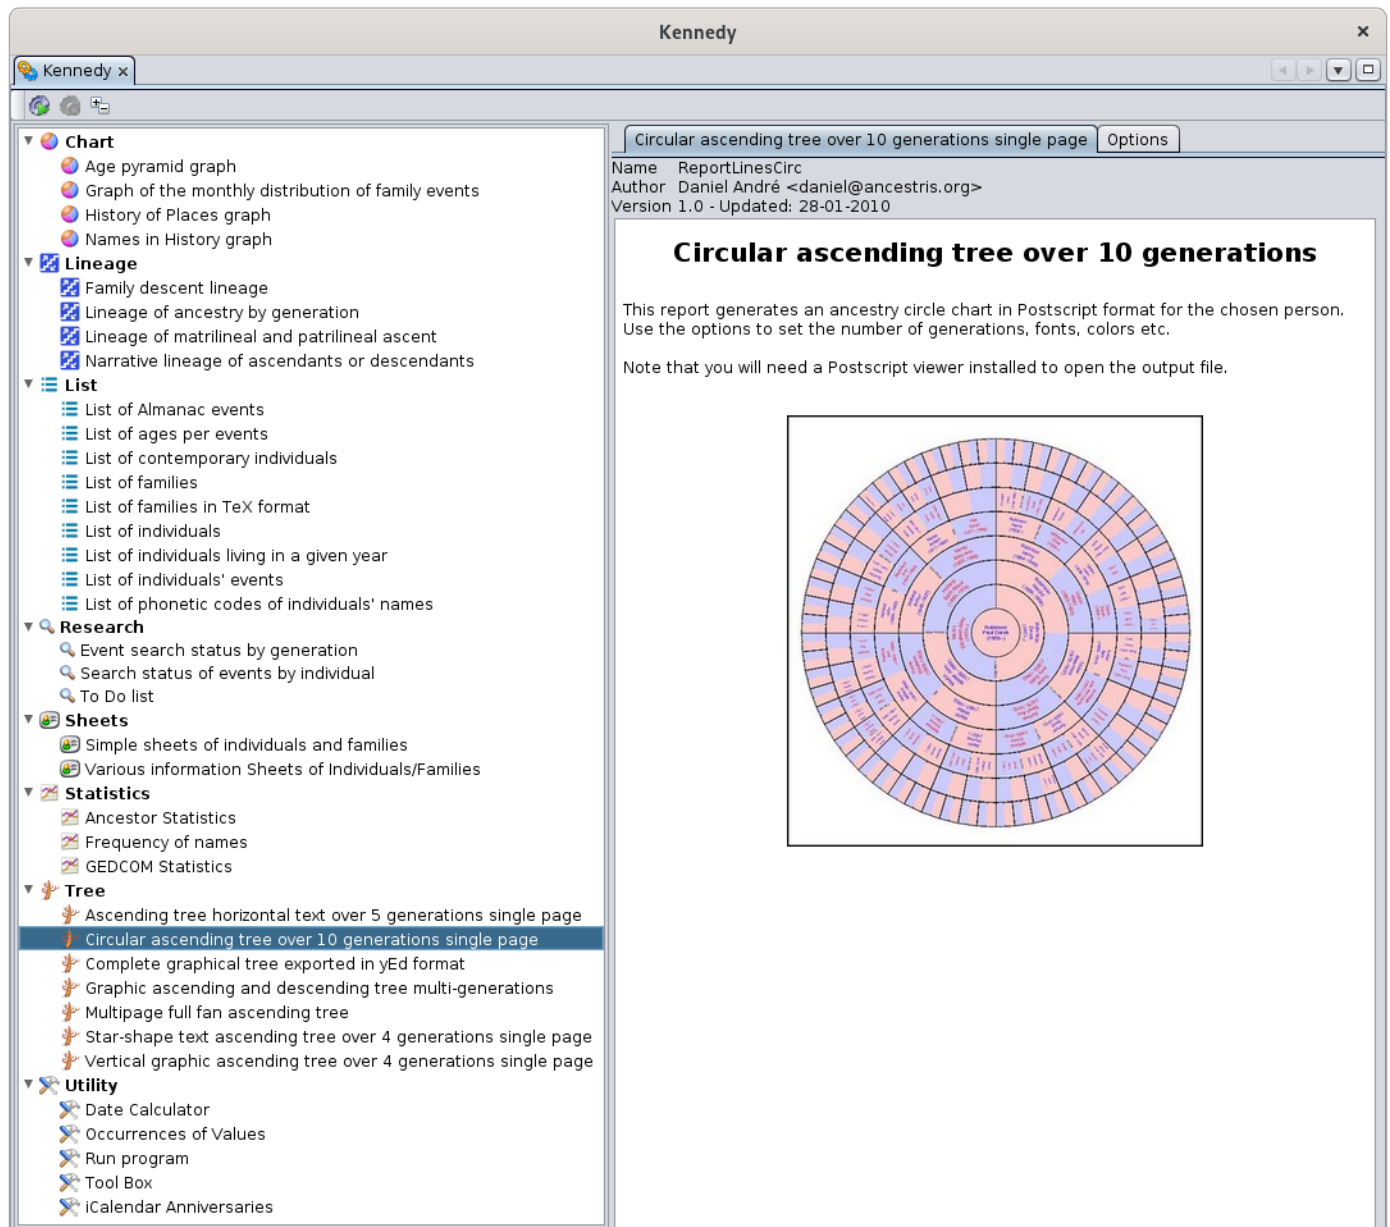 Kennedy
Kennedy
Chart
Age pyramid graph
Graph of the monthly distribution of family events
History of Places graph
Names in History graph
Lineage
Family descent lineage
Lineage of ancestry by generation
Lineage of matrilineal and patrilineal ascent
Narrative lineage of ascendants or descendants
List
List of Almanac events
List of ages per events
List of contemporary individuals
List of families
List of families in TeX format
List of individuals
List of individuals living in a given year
List of individuals' events
List of phonetic codes of individuals' names
Research
Event search status by generation
Search status of events by individual
To Do list
Sheets
Simple sheets of individuals and families
Various information Sheets of Individuals/Families
Statistics
Ancestor Statistics
Frequency of names
GEDCOM Statistics
Tree
Ascending tree horizontal text over 5 generations single page
Circular ascending tree over 10 generations single page
Complete graphical tree exported in yEd format
Graphic ascending and descending tree multi-generations
Multipage full fan ascending tree
Star-shape text ascending tree over 4 generations single page
Vertical graphic ascending tree over 4 generations single page
Utility
Date Calculator
Occurrences of Values
Run program
Tool Box
iCalendar Anniversaries
Circular ascending tree over 10 generations single page
Options
Name ReportLinesCirc
Author Daniel André <daniel@ancestris.org>
Version 1.0 - Updated: 28-01-2010
Circular ascending tree over 10 generations
This report generates an ancestry circle chart in Postscript format for the chosen person.
Use the options to set the number of generations, fonts, colors etc.
Note that you will need a Postscript viewer installed to open the output file.